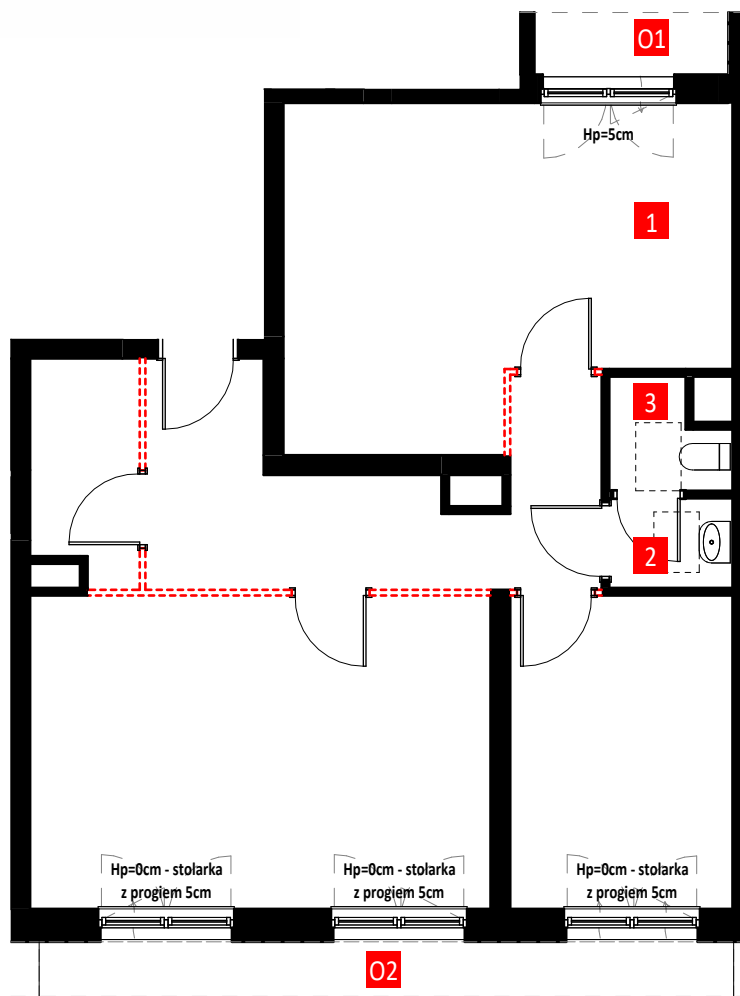 O1
Hp=5cm
1
3
2
Hp=0cm - stolarka
z progiem 5cm
Hp=0cm - stolarka
z progiem 5cm
Hp=0cm - stolarka
z progiem 5cm
O2